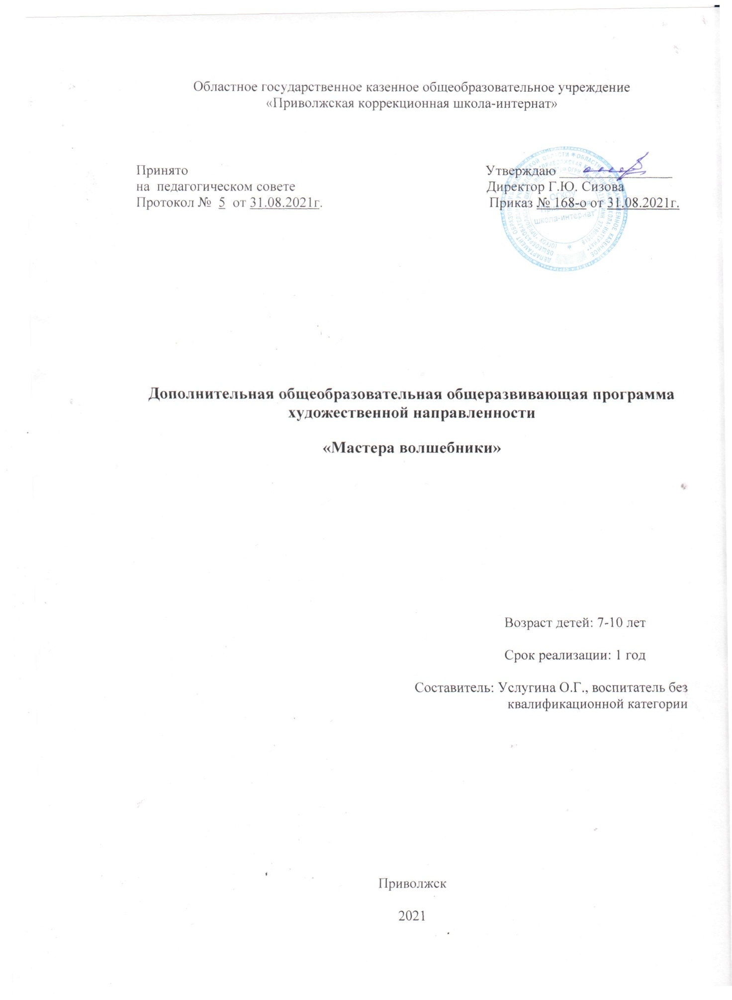 Областное государственное казенное общеобразовательное учреждение
«Приволжская коррекционная школа-интернат»
Принято
на педагогическом совете
Протокол № 5 от 31.08.2021г.
Утверждаю
Директор Г.Ю. Сизова
Приказ № 168-о от 31.08.2021г.
ОГКОУ
школа-интернат"
Дополнительная общеобразовательная общеразвивающая программа
художественной направленности
«Мастера волшебники»
Возраст детей: 7-10 лет
Срок реализации: 1 год
Составитель: Услугина О.Г., воспитатель без
квалификационной категории
Приволжск
2021